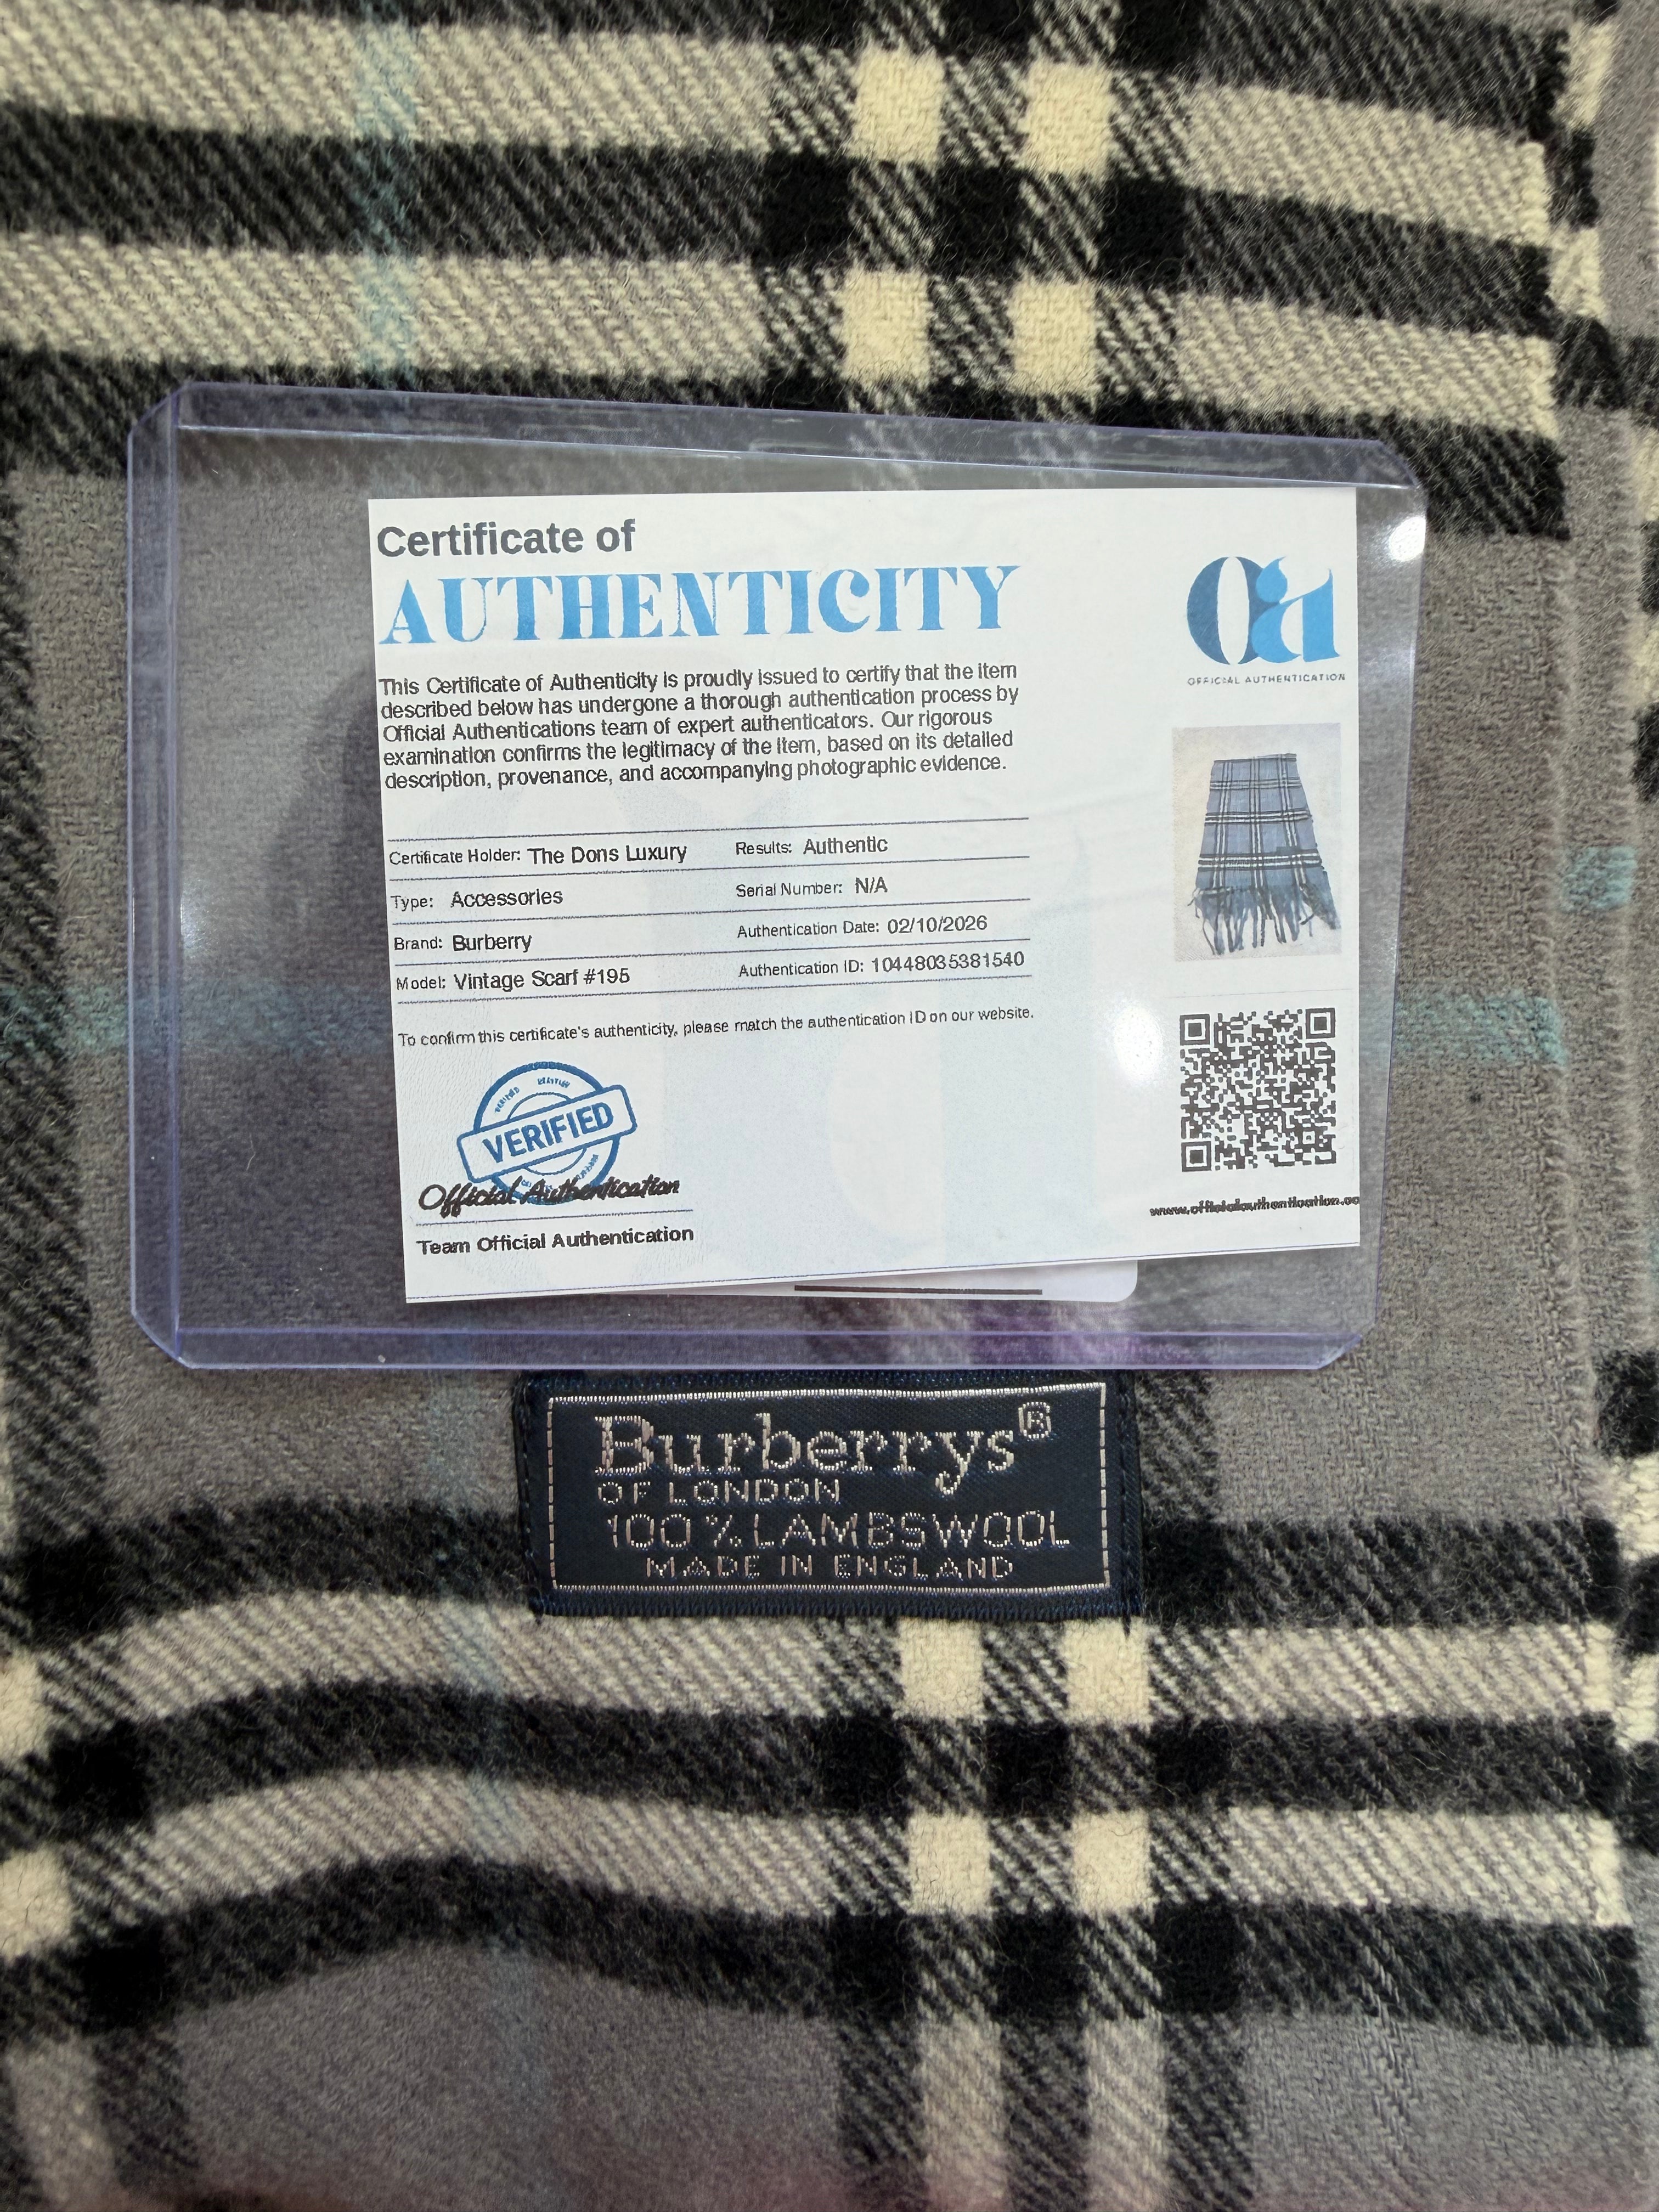 Certificate of
AUTHENTICITY
Oa
OFFICIAL AUTHENTICATION
This Certificate of Authenticity is proudly issued to certify that the item
described below has undergone a thorough authentication process by
Official Authentications team of expert authenticators. Our rigorous
examination confirms the legitimacy of the item, based on its detailed
description, provenance, and accompanying photographic evidence.
Certificate Holder: The Dons Luxury
Results: Authentic
Type: Accessories
Serial Number: N/A
Brand: Burberry
Authentication Date: 02/10/2026
Model: Vintage Scarf #195
Authentication ID: 10448035381540
To confirm this certificate's authenticity, please match the authentication ID on our website.
VERIFIED
Official Authentication
Team Official Authentication
www.officialauthentication.co
Burberrys®
OF LONDON
100% LAMBSWOOL
MADE IN ENGLAND